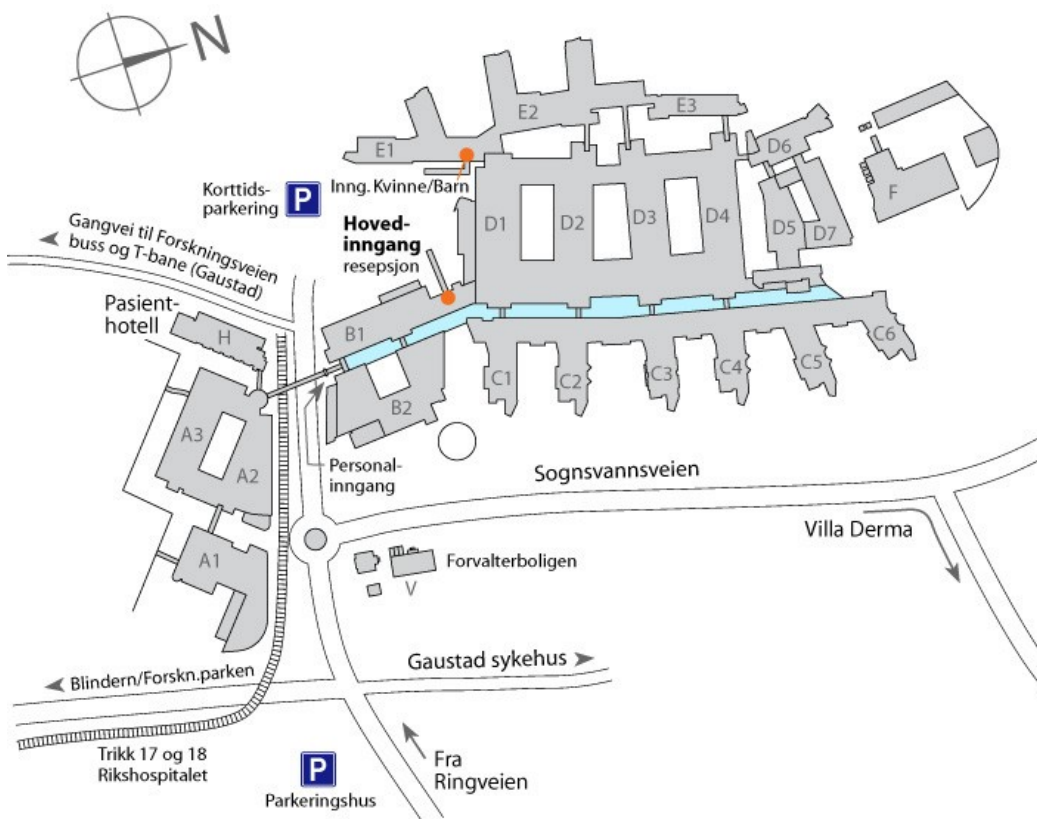 N
E1
E2
E3
D6
F
Korttids-
parkering
P
Inng. Kvinne/Barn
D1
D2
D3
D4
D5
D7
Hoved-
inngang
resepsjon
Gangvei til Forskningsveien
buss og T-bane (Gaustad)
Pasient-
hotell
H
B1
B2
C1
C2
C3
C4
C5
C6
A3
A2
A1
Personal-
inngang
Sognsvannsveien
Villa Derma
Forvalterboligen
V
Gaustad sykehus
Blindern/Forskn.parken
Trikk 17 og 18
Rikshospitalet
P
Parkeringshus
Fra
Ringveien